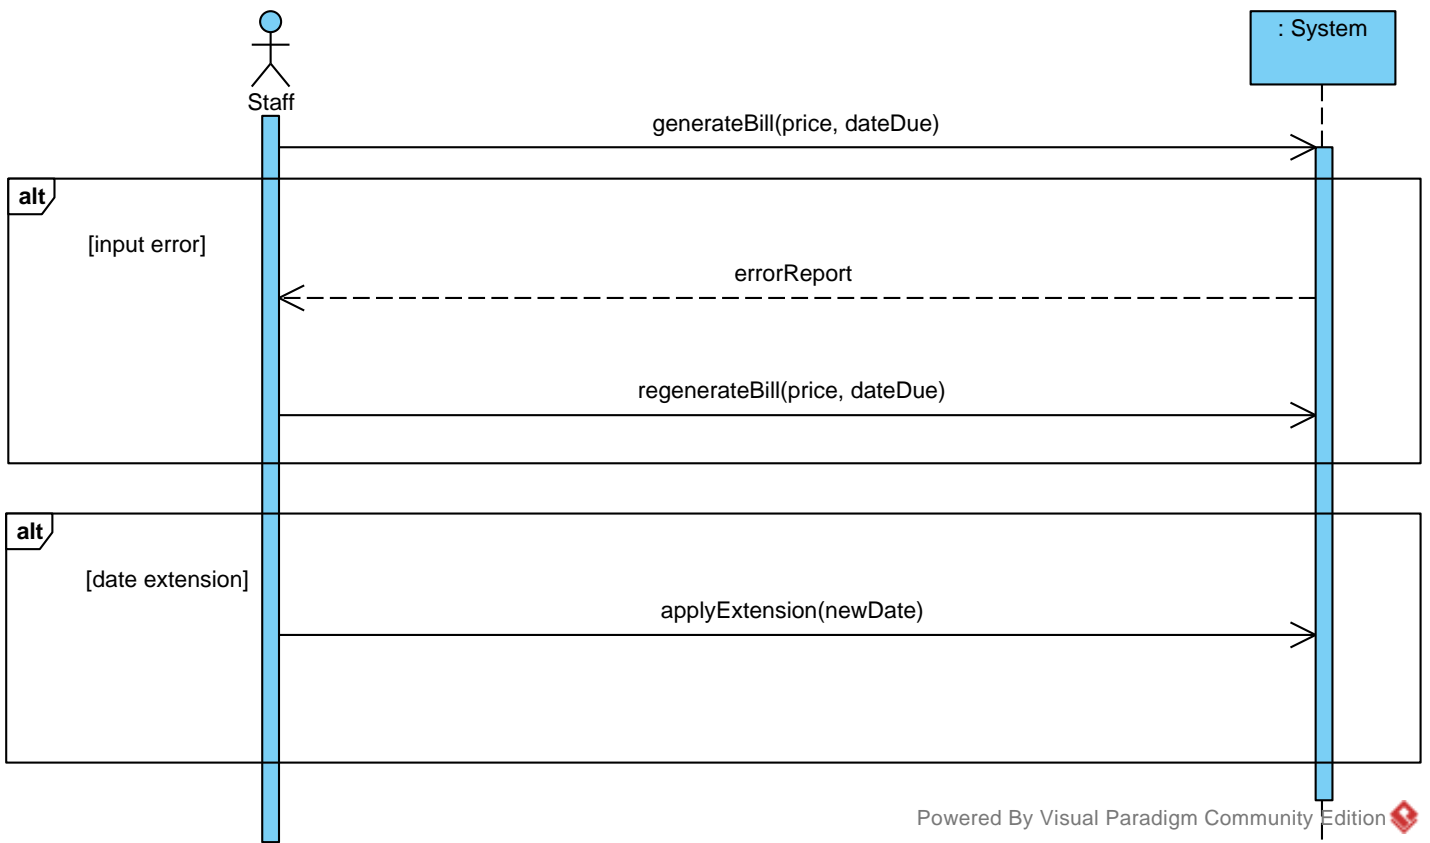 : System
Staff
generateBill(price, dateDue)
alt
[input error]
errorReport
regenerateBill(price, dateDue)
alt
[date extension]
applyExtension(newDate)
Powered By Visual Paradigm Community Edition